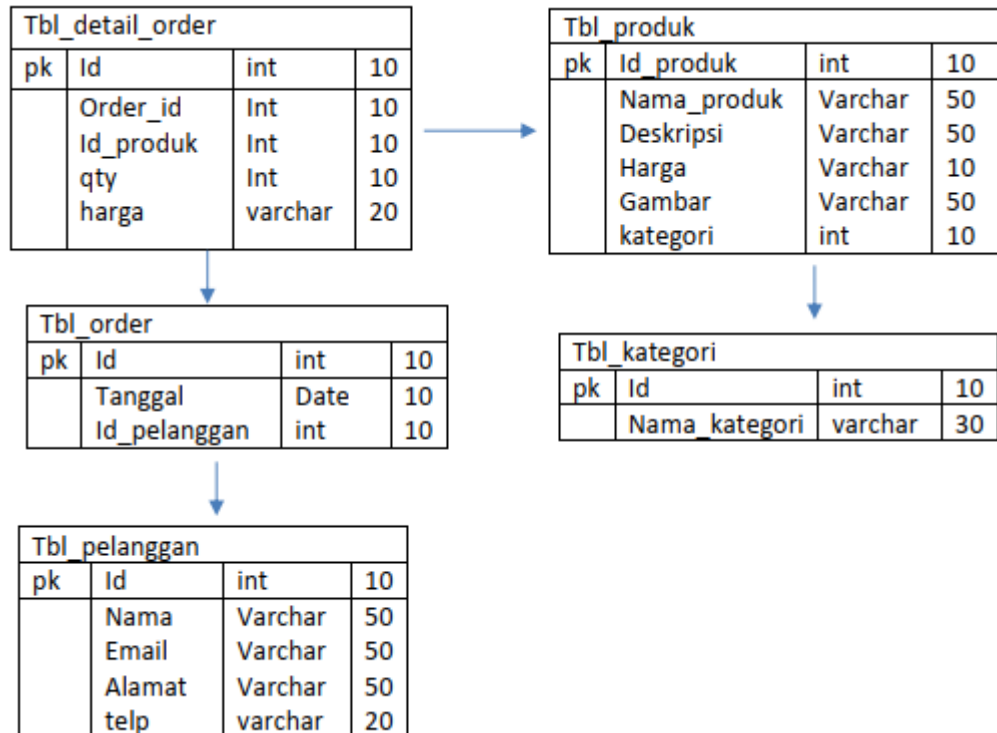 Tbl_detail_order
pk Id int 10
Order_id Int 10
Id_produk Int 10
qty Int 10
harga varchar 20
Tbl_produk
pk Id_produk int 10
Nama_produk Varchar 50
Deskripsi Varchar 50
Harga Varchar 10
Gambar Varchar 50
kategori int 10
Tbl_order
pk Id int 10
Tanggal Date 10
Id_pelanggan int 10
Tbl_kategori
pk Id int 10
Nama_kategori varchar 30
Tbl_pelanggan
pk Id int 10
Nama Varchar 50
Email Varchar 50
Alamat Varchar 50
telp varchar 20